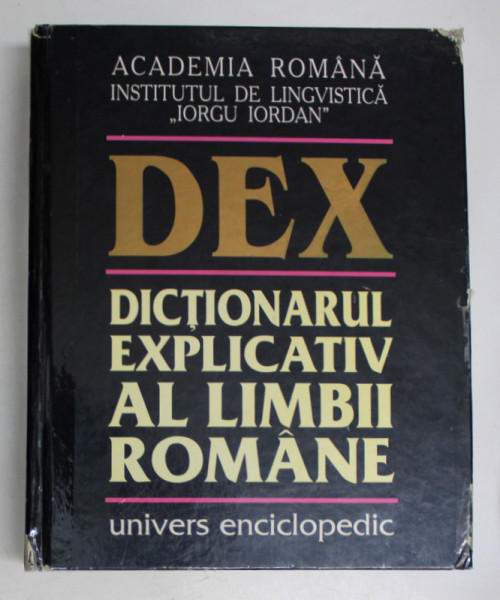 ACADEMIA ROMÂNĂ
INSTITUTUL DE LINGVISTICĂ
„IORGU IORDAN”
DEX
DICȚIONARUL
EXPLICATIV
AL LIMBII
ROMÂNE
univers enciclopedic